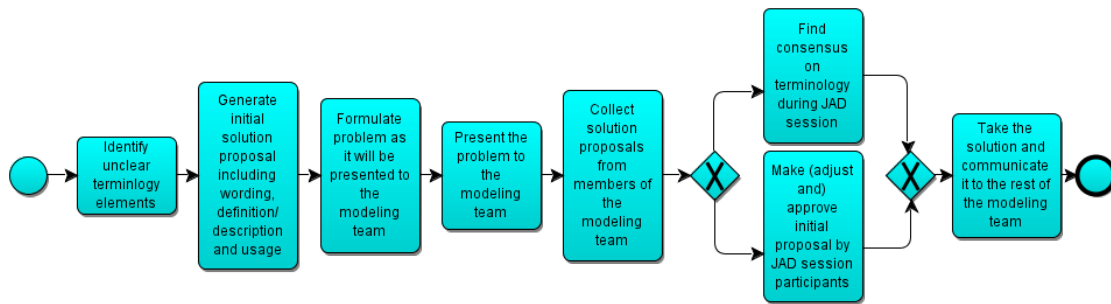 Identify
unclear
terminlogy
elements
Generate
initial
solution
proposal
including
wording,
definition/
description
and usage
Formulate
problem as
it will be
presented to
the
modeling
team
Present the
problem to
the modeling
team
Collect
solution
proposals
from
members of
the
modeling
team
Find
consensus
on
terminology
during JAD
session
Make (adjust
and)
approve
initial
proposal by
JAD session
participants
Take the
solution and
communicate
it to the rest of
the modeling
team